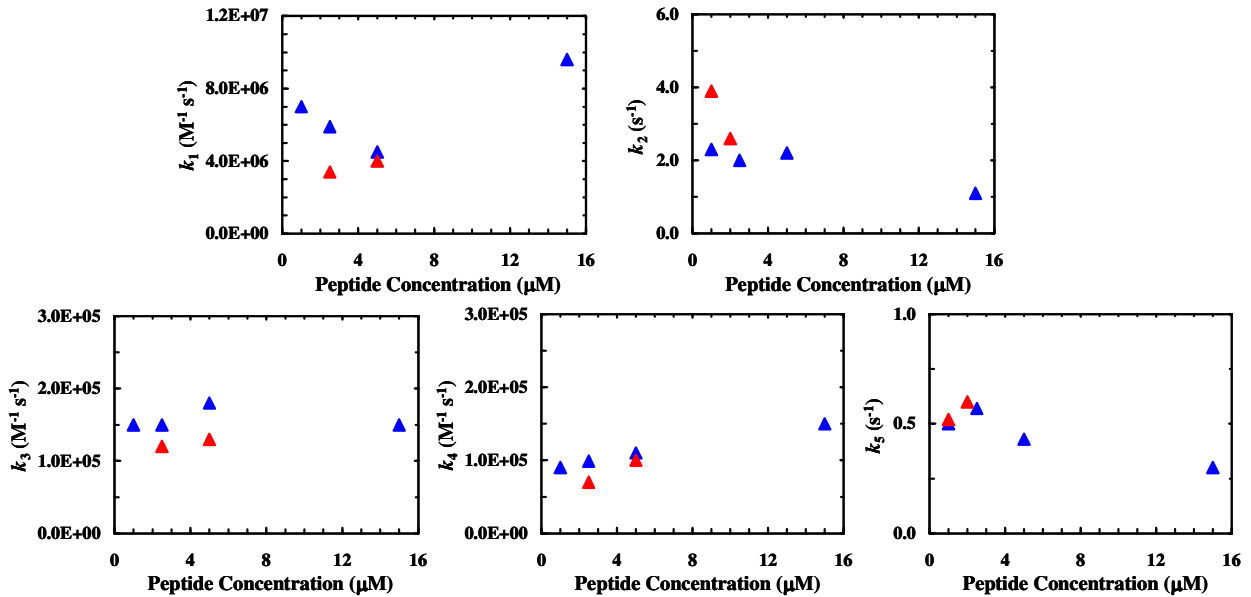 1.2E+07
8.0E+06
4.0E+06
0.0E+00
k1 (M-1 s-1)
0 4 8 12 16
Peptide Concentration (μM)
6.0
4.0
2.0
0.0
k2 (s-1)
0 4 8 12 16
Peptide Concentration (μM)
3.0E+05
2.0E+05
1.0E+05
0.0E+00
k3 (M-1 s-1)
0 4 8 12 16
Peptide Concentration (μM)
3.0E+05
2.0E+05
1.0E+05
0.0E+00
k4 (M-1 s-1)
0 4 8 12 16
Peptide Concentration (μM)
1.0
0.5
0.0
k5 (s-1)
0 4 8 12 16
Peptide Concentration (μM)